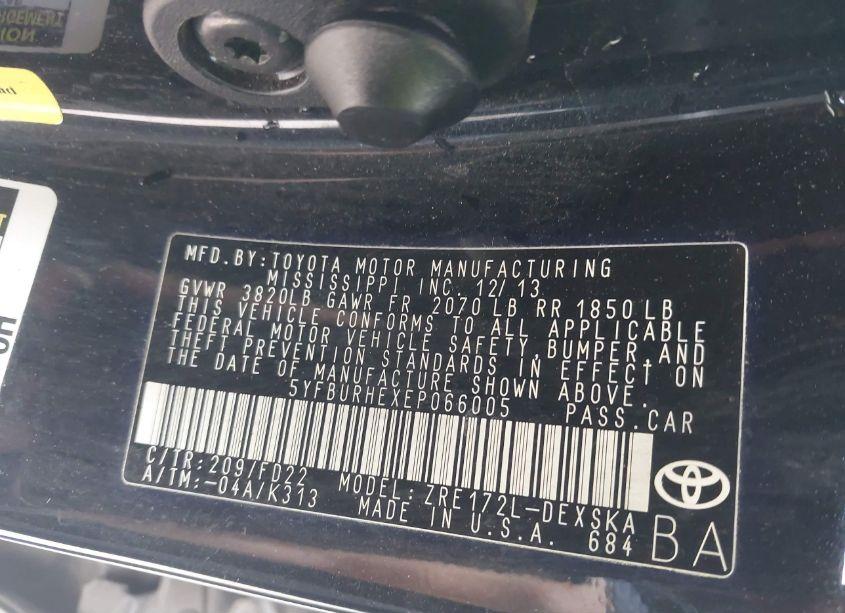 MFD.BY:TOYOTA MOTOR MANUFACTURING
MISSISSIPPI INC. 12/13
GVWR 3820LB GAWR FR 2070 LB RR 1850 LB
THIS VEHICLE CONFORMS TO ALL APPLICABLE
FEDERAL MOTOR VEHICLE SAFETY,BUMPER,AND
THEFT PREVENTION STANDARDS IN EFFECT ON
THE DATE OF MANUFACTURE SHOWN ABOVE.
5YFBURHEXEP066005 PASS.CAR
C/TR:209/FD22 MODEL:ZRE172L-DEXSKA
A/TM:-04A/K313 MADE IN U.S.A. 684
BA